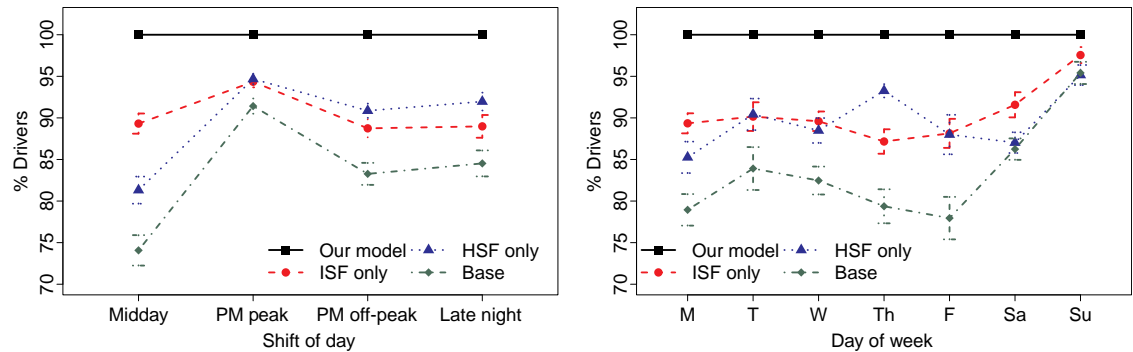 % Drivers
100
95
90
85
80
75
70
Our model
HSF only
ISF only
Base
Midday PM peak PM off-peak Late night
Shift of day
% Drivers
100
95
90
85
80
75
70
Our model
HSF only
ISF only
Base
M T W Th F Sa Su
Day of week